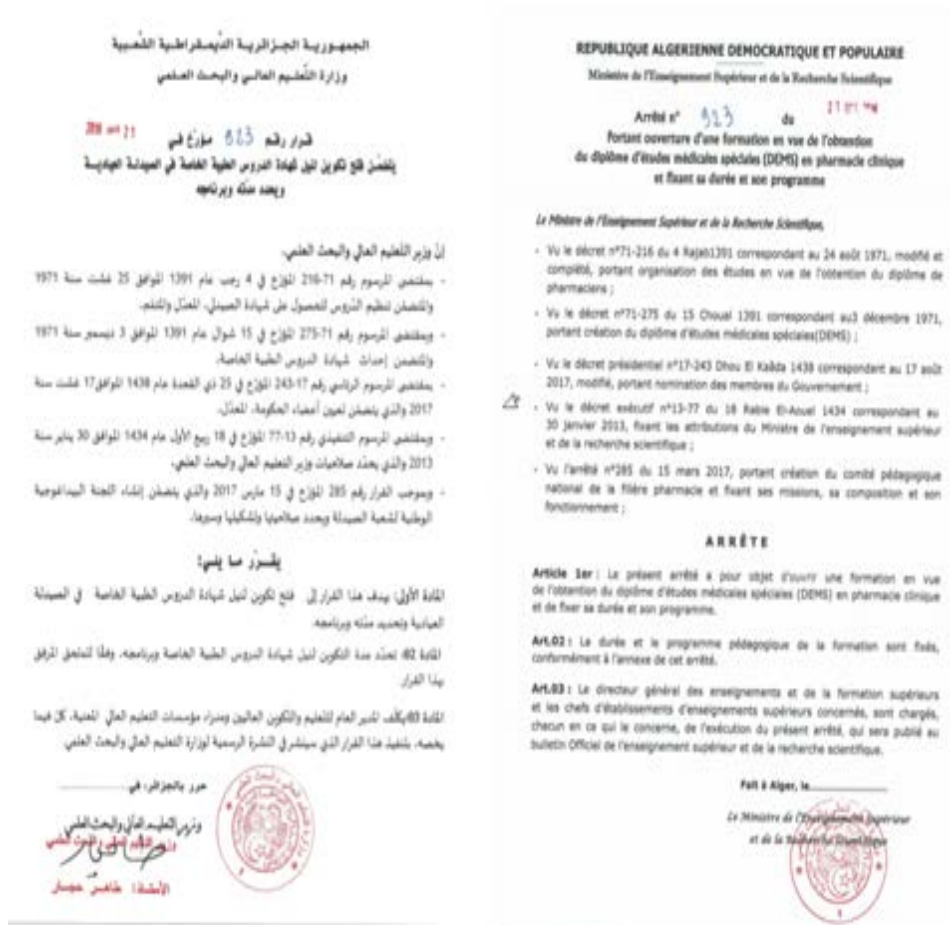 الجمهورية الجزائرية الديمقراطية الشعبية
وزارة التعليم العالي والبحث العلمي
قرار رقم 923 مؤرخ في
يتضمن فتح تكوين لنيل شهادة الدروس الطبية الخاصة في الصيدلة العيادية
ويحدد مدته وبرنامجه
إن وزير التعليم العالي والبحث العلمي،
- بمقتضى المرسوم رقم 71-216 المؤرخ في 4 رجب عام 1391 الموافق 25 غشت سنة 1971
والمتضمن تنظيم الدروس للحصول على شهادة الصيدلي، المعدل والمتمم،
- وبمقتضى المرسوم رقم 71-275 المؤرخ في 15 شوال عام 1391 الموافق 3 ديسمبر سنة 1971
والمتضمن إحداث شهادة الدروس الطبية الخاصة،
- بمقتضى المرسوم الرئاسي رقم 17-243 المؤرخ في 25 ذي القعدة عام 1438 الموافق17 غشت سنة
2017 والذي يتضمن تعيين أعضاء الحكومة، المعدل،
- وبمقتضى المرسوم التنفيذي رقم 13-77 المؤرخ في 18 ربيع الأول عام 1434 الموافق 30 يناير سنة
2013 والذي يحدد صلاحيات وزير التعليم العالي والبحث العلمي،
- وبموجب القرار رقم 285 المؤرخ في 15 مارس 2017 والذي يتضمن إنشاء اللجنة البيداغوجية
الوطنية لشعبة الصيدلة ويحدد صلاحياتها وتشكيلها وسيرها،
يقرر ما يلي:
المادة الأولى: يهدف هذا القرار إلى فتح تكوين لنيل شهادة الدروس الطبية الخاصة في الصيدلة
العيادية وتحديد مدته وبرنامجه.
المادة 02: تحدد مدة التكوين لنيل شهادة الدروس الطبية الخاصة وبرنامجه، وفقا للملحق المرفق
بهذا القرار.
المادة 03:يكلف المدير العام للتعليم والتكوين العاليين ومدراء مؤسسات التعليم العالي المعنية، كل فيما
يخصه، بتنفيذ هذا القرار الذي سينشر في النشرة الرسمية لوزارة التعليم العالي والبحث العلمي.
حرر بالجزائر، في
وزير التعليم العالي والبحث العلمي
وزير التعليم العالي والبحث العلمي
الأستاذ: طاهر حجار
REPUBLIQUE ALGERIENNE DEMOCRATIQUE ET POPULAIRE
Ministère de l'Enseignement Supérieur et de la Recherche Scientifique
Arrêté n° 923 du
Portant ouverture d'une formation en vue de l'obtention
du diplôme d'études médicales spéciales (DEMS) en pharmacie clinique
et fixant sa durée et son programme
Le Ministre de l'Enseignement Supérieur et de la Recherche Scientifique,
- Vu le décret n°71-216 du 4 Rajab1391 correspondant au 24 août 1971, modifié et
complété, portant organisation des études en vue de l'obtention du diplôme de
pharmaciens ;
- Vu le décret n°71-275 du 15 Choual 1391 correspondant au3 décembre 1971,
portant création du diplôme d'études médicales spéciales(DEMS) ;
- Vu le décret présidentiel n°17-243 Dhou El Kaâda 1438 correspondant au 17 août
2017, modifié, portant nomination des membres du Gouvernement ;
- Vu le décret exécutif n°13-77 du 18 Rabie El-Aouel 1434 correspondant au
30 janvier 2013, fixant les attributions du Ministre de l'enseignement supérieur
et de la recherche scientifique ;
- Vu l'arrêté n°285 du 15 mars 2017, portant création du comité pédagogique
national de la filière pharmacie et fixant ses missions, sa composition et son
fonctionnement ;
ARRÊTE
Article 1er : Le présent arrêté a pour objet d'ouvrir une formation en vue
de l'obtention du diplôme d'études médicales spéciales (DEMS) en pharmacie clinique
et de fixer sa durée et son programme.
Art.02 : La durée et le programme pédagogique de la formation sont fixés,
conformément à l'annexe de cet arrêté.
Art.03 : Le directeur général des enseignements et de la formation supérieurs
et les chefs d'établissements d'enseignements supérieurs concernés, sont chargés,
chacun en ce qui le concerne, de l'exécution du présent arrêté, qui sera publié au
bulletin Officiel de l'enseignement supérieur et de la recherche scientifique.
Fait à Alger, le
Le Ministre de l'Enseignement Supérieur
et de la Recherche Scientifique